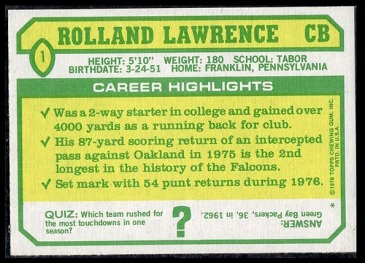 ROLLAND LAWRENCE CB
1
HEIGHT: 5'10" WEIGHT: 180 SCHOOL: TABOR
BIRTHDATE: 3-24-51 HOME: FRANKLIN, PENNSYLVANIA
CAREER HIGHLIGHTS
✓ Was a 2-way starter in college and gained over
4000 yards as a running back for club.
✓ His 87-yard scoring return of an intercepted
pass against Oakland in 1975 is the 2nd
longest in the history of the Falcons.
✓ Set mark with 54 punt returns during 1976.
*© 1978 TOPPS CHEWING GUM, INC.
PRTD. IN U.S.A.
QUIZ: Which team rushed for
the most touchdowns in one
season?
?
ANSWER:
Green Bay Packers, 36, in 1962.